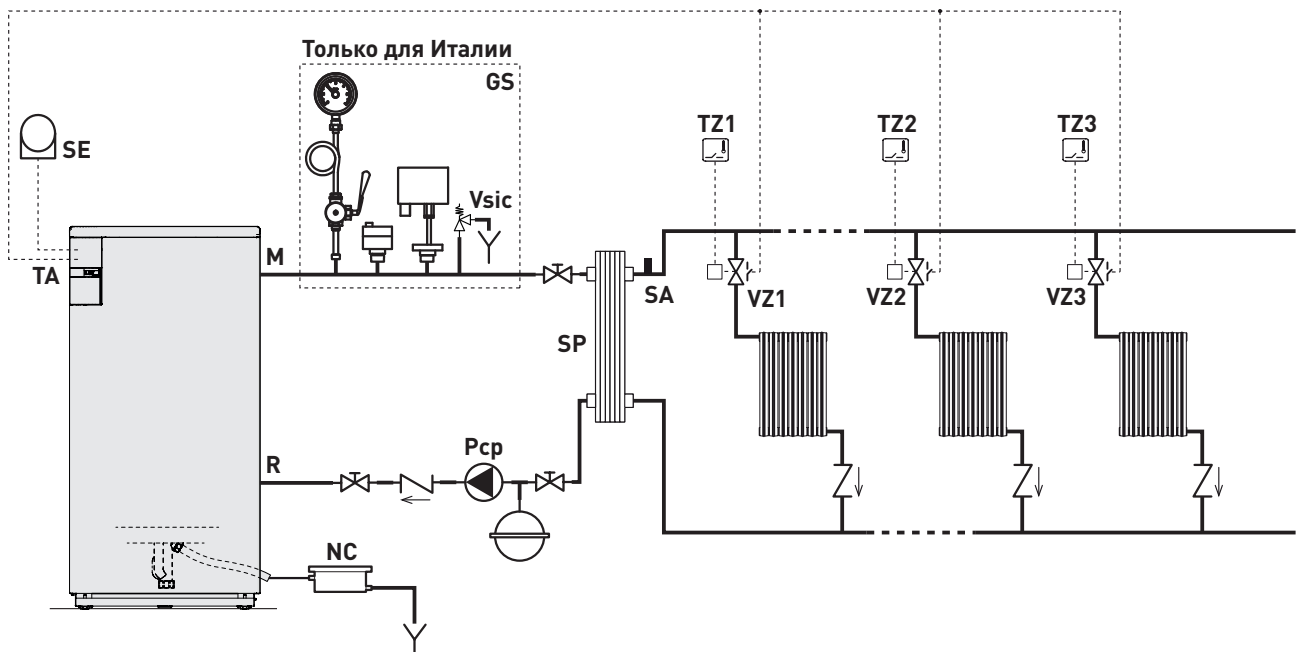 Только для Италии
GS
SE
TA
M
Vsic
SA
SP
TZ1
TZ2
TZ3
VZ1
VZ2
VZ3
R
Pcp
NC